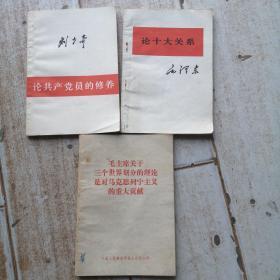 刘少奇
论共产党员的修养
论十大关系
毛泽东
毛主席关于
三个世界划分的理论
是对马克思列宁主义
的重大贡献